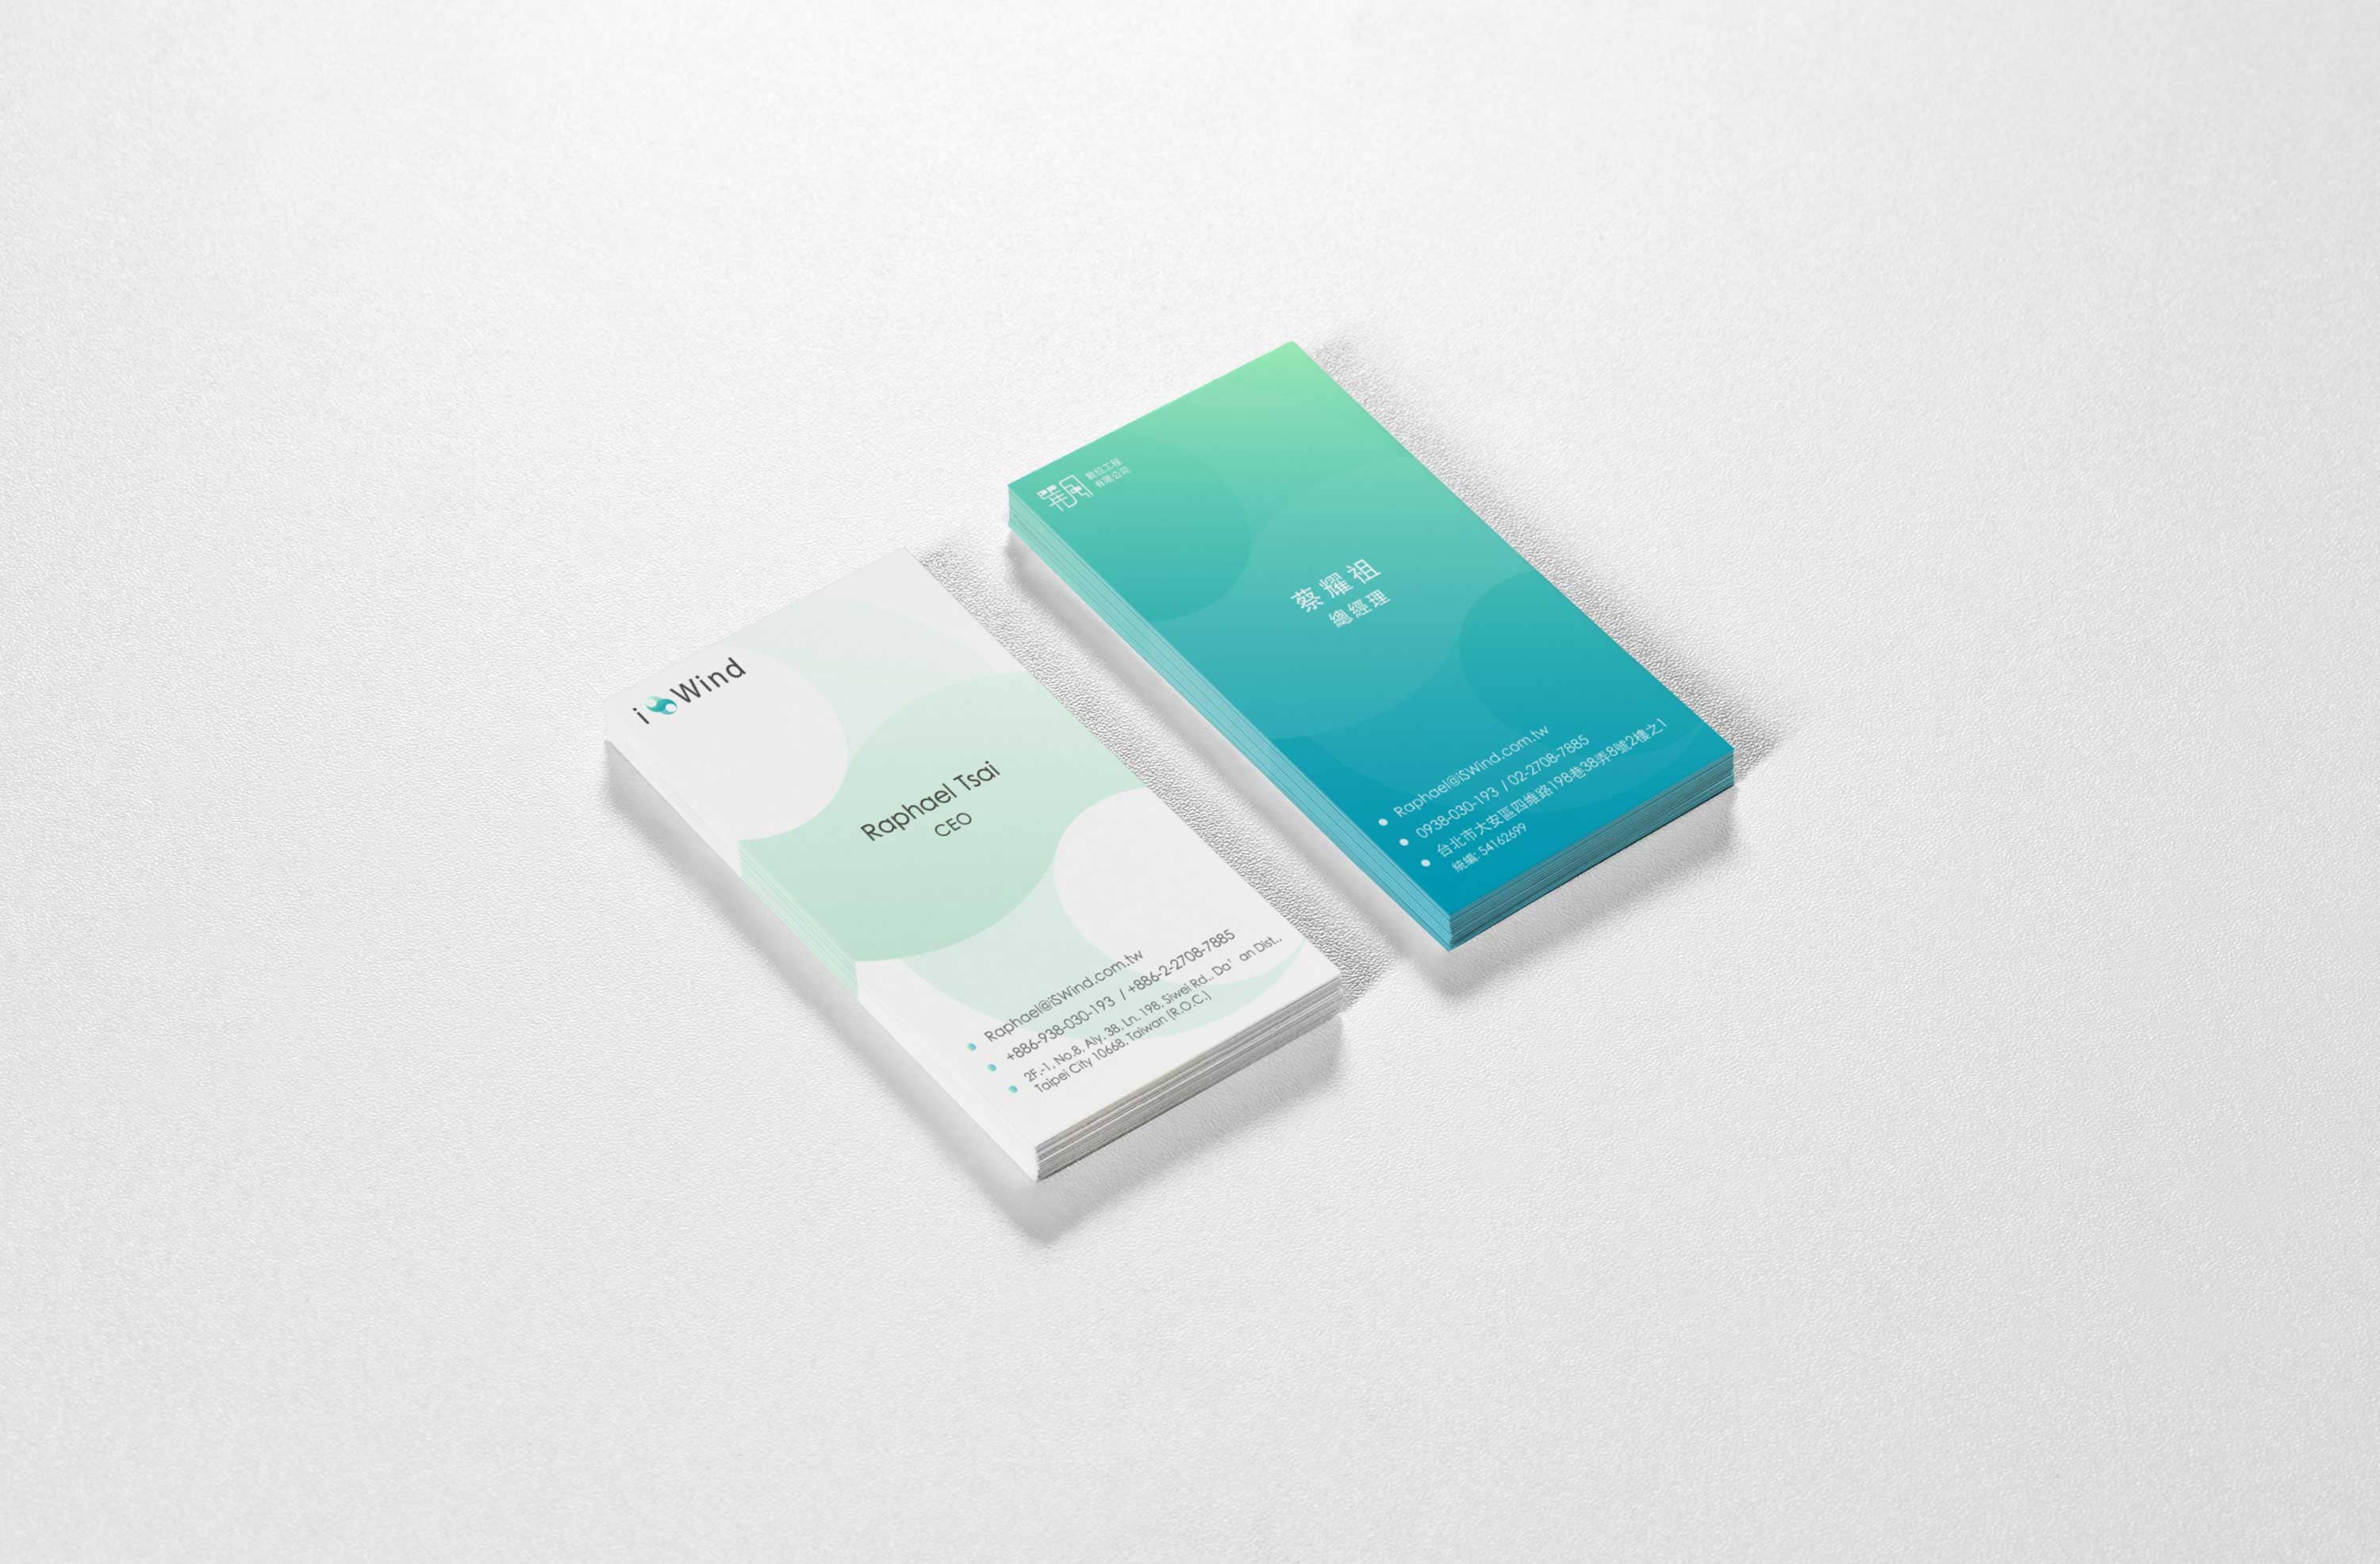 i Wind
Raphael Tsai
CEO
Raphael@iSWind.com.tw
+886-938-030-193 / +886-2-2708-7885
2F.-1, No.8, Aly. 38, Ln. 198, Siwei Rd., Da'an Dist.,
Taipei City 10668, Taiwan (R.O.C.)
數位工程
有限公司
蔡耀祖
總經理
Raphael@iSWind.com.tw
0938-030-193 / 02-2708-7885
台北市大安區四維路198巷38弄8號2樓之1
統編: 54162699